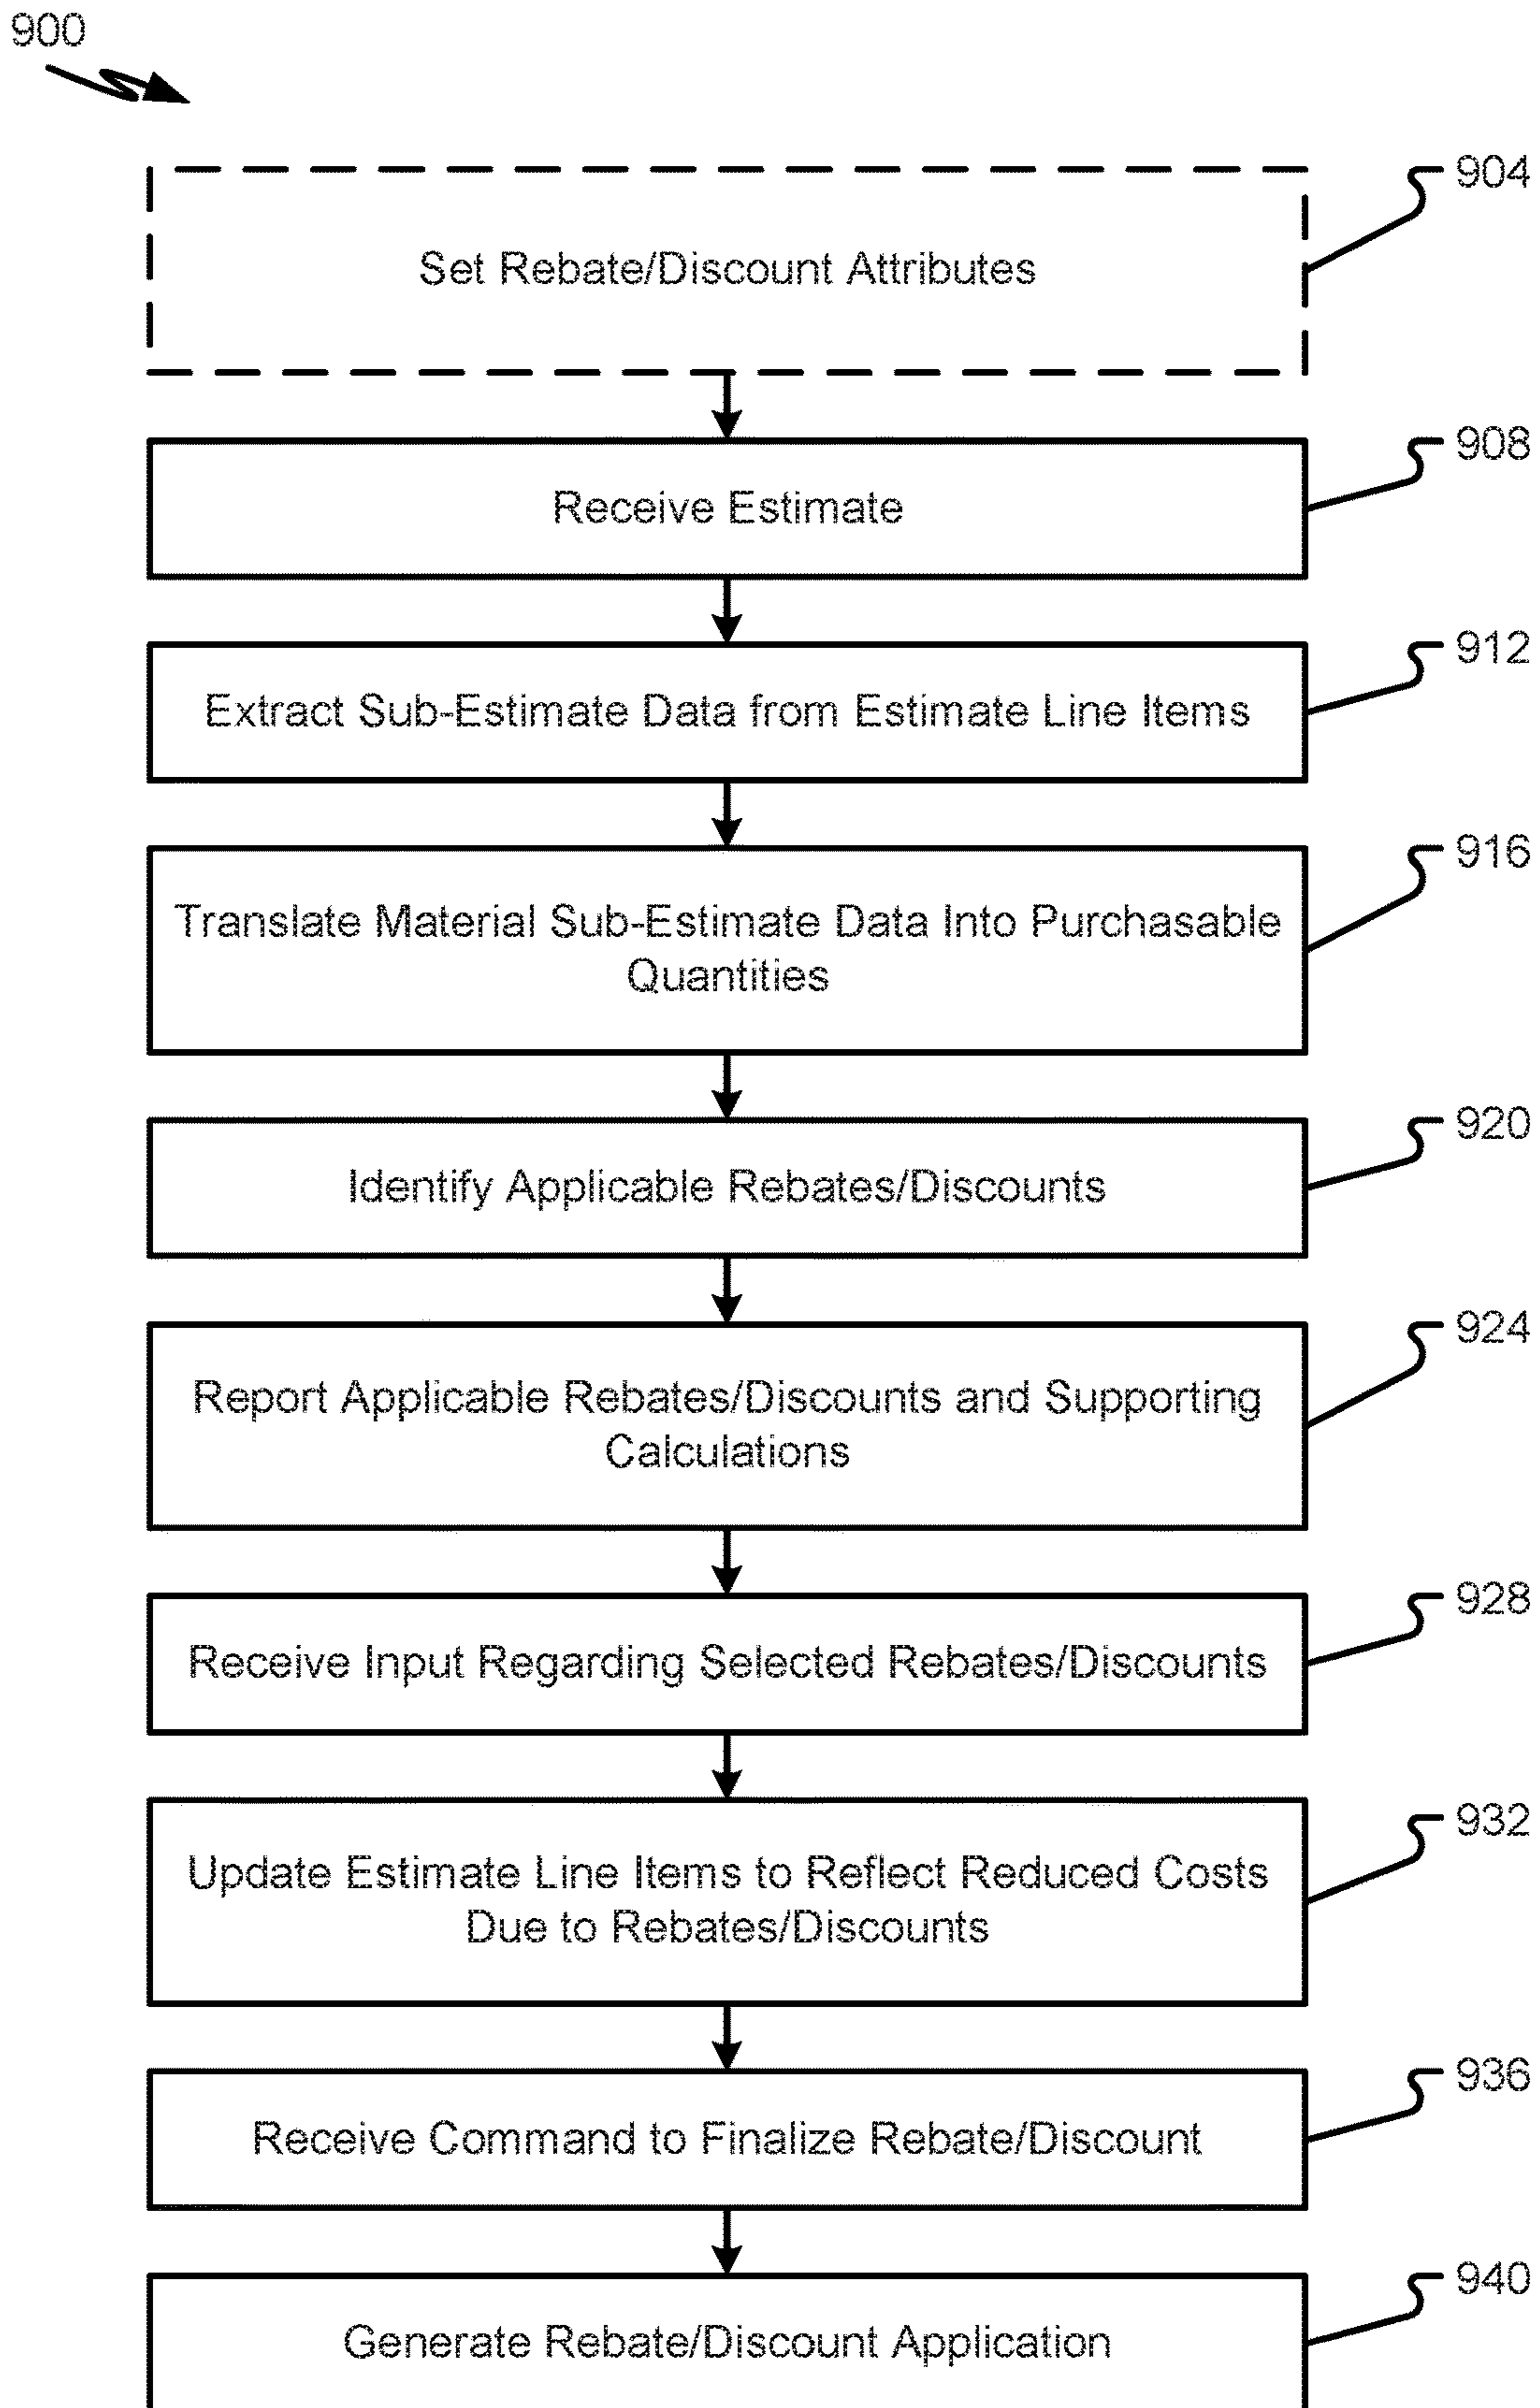 900
904
Set Rebate/Discount Attributes
908
Receive Estimate
912
Extract Sub-Estimate Data from Estimate Line Items
916
Translate Material Sub-Estimate Data Into Purchasable
Quantities
920
Identify Applicable Rebates/Discounts
924
Report Applicable Rebates/Discounts and Supporting
Calculations
928
Receive Input Regarding Selected Rebates/Discounts
932
Update Estimate Line Items to Reflect Reduced Costs
Due to Rebates/Discounts
936
Receive Command to Finalize Rebate/Discount
940
Generate Rebate/Discount Application